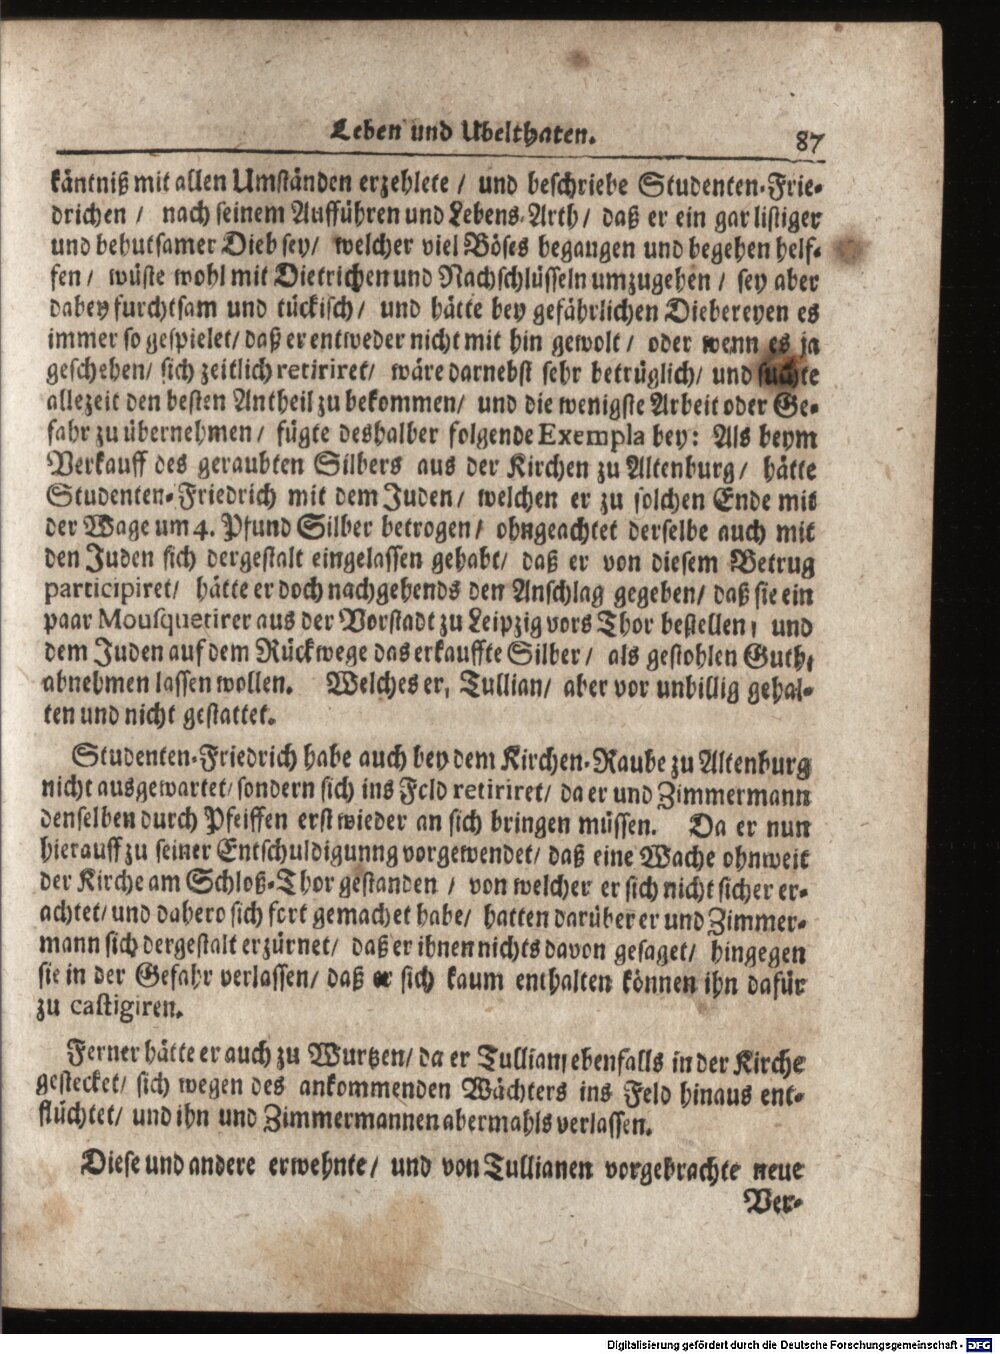 Leben und Ubelthaten. 87
käntniß mit allen Umständen erzehlete / und beschriebe Studenten-Frie-
drichen / nach seinem Aufführen und Lebens-Arth / daß er ein gar listiger
und behutsamer Dieb sey / welcher viel Böses begangen und begehen helf-
fen / wüste wohl mit Dietrichen und Nachschlüsseln umzugehen / sey aber
dabey furchtsam und tückisch / und hätte bey gefährlichen Diebereyen es
immer so gespielet / daß er entweder nicht mit hin gewolt / oder wenn es ja
geschehen / sich zeitlich retiriret / wäre darnebst sehr betrüglich / und suchte
allezeit den besten Antheil zu bekommen / und die wenigste Arbeit oder Ge-
fahr zu übernehmen / fügte deshalber folgende Exempla bey: Als beym
Verkauff des geraubten Silbers aus der Kirchen zu Altenburg / hätte
Studenten-Friedrich mit dem Juden / welchen er zu solchen Ende mit
der Wage um 4. Pfund Silber betrogen / ohngeachtet derselbe auch mit
den Juden sich dergestalt eingelassen gehabt / daß er von diesem Betrug
participiret / hätte er doch nachgehends den Anschlag gegeben / daß sie ein
paar Mousquetirer aus der Vorstadt zu Leipzig vors Thor bestellen, und
dem Juden auf dem Rückwege das erkauffte Silber / als gestohlen Guth,
abnehmen lassen wollen. Welches er, Tullian / aber vor unbillig gehal-
ten und nicht gestattet.
Studenten-Friedrich habe auch bey dem Kirchen-Raube zu Altenburg
nicht ausgewartet / sondern sich ins Feld retiriret / da er und Zimmermann
denselben durch Pfeiffen erst wieder an sich bringen müssen. Da er nun
hierauff zu seiner Entschuldigunng vorgewendet / daß eine Wache ohnweit
der Kirche am Schloß-Thor gestanden / von welcher er sich nicht sicher er-
achtet / und dahero sich fort gemachet habe / hatten darüber er und Zimmer-
mann sich dergestalt erzürnet / daß er ihnen nichts davon gesaget / hingegen
sie in der Gefahr verlassen / daß er sich kaum enthalten können ihn dafür
zu castigiren.
Ferner hätte er auch zu Wurtzen / da er Tullian, ebenfalls in der Kirche
gestecket / sich wegen des ankommenden Wächters ins Feld hinaus ent-
flüchtet / und ihn und Zimmermannen abermahls verlassen.
Diese und andere erwehnte / und von Tullianen vorgebrachte neue
Ver-
Digitalisierung gefördert durch die Deutsche Forschungsgemeinschaft - DFG